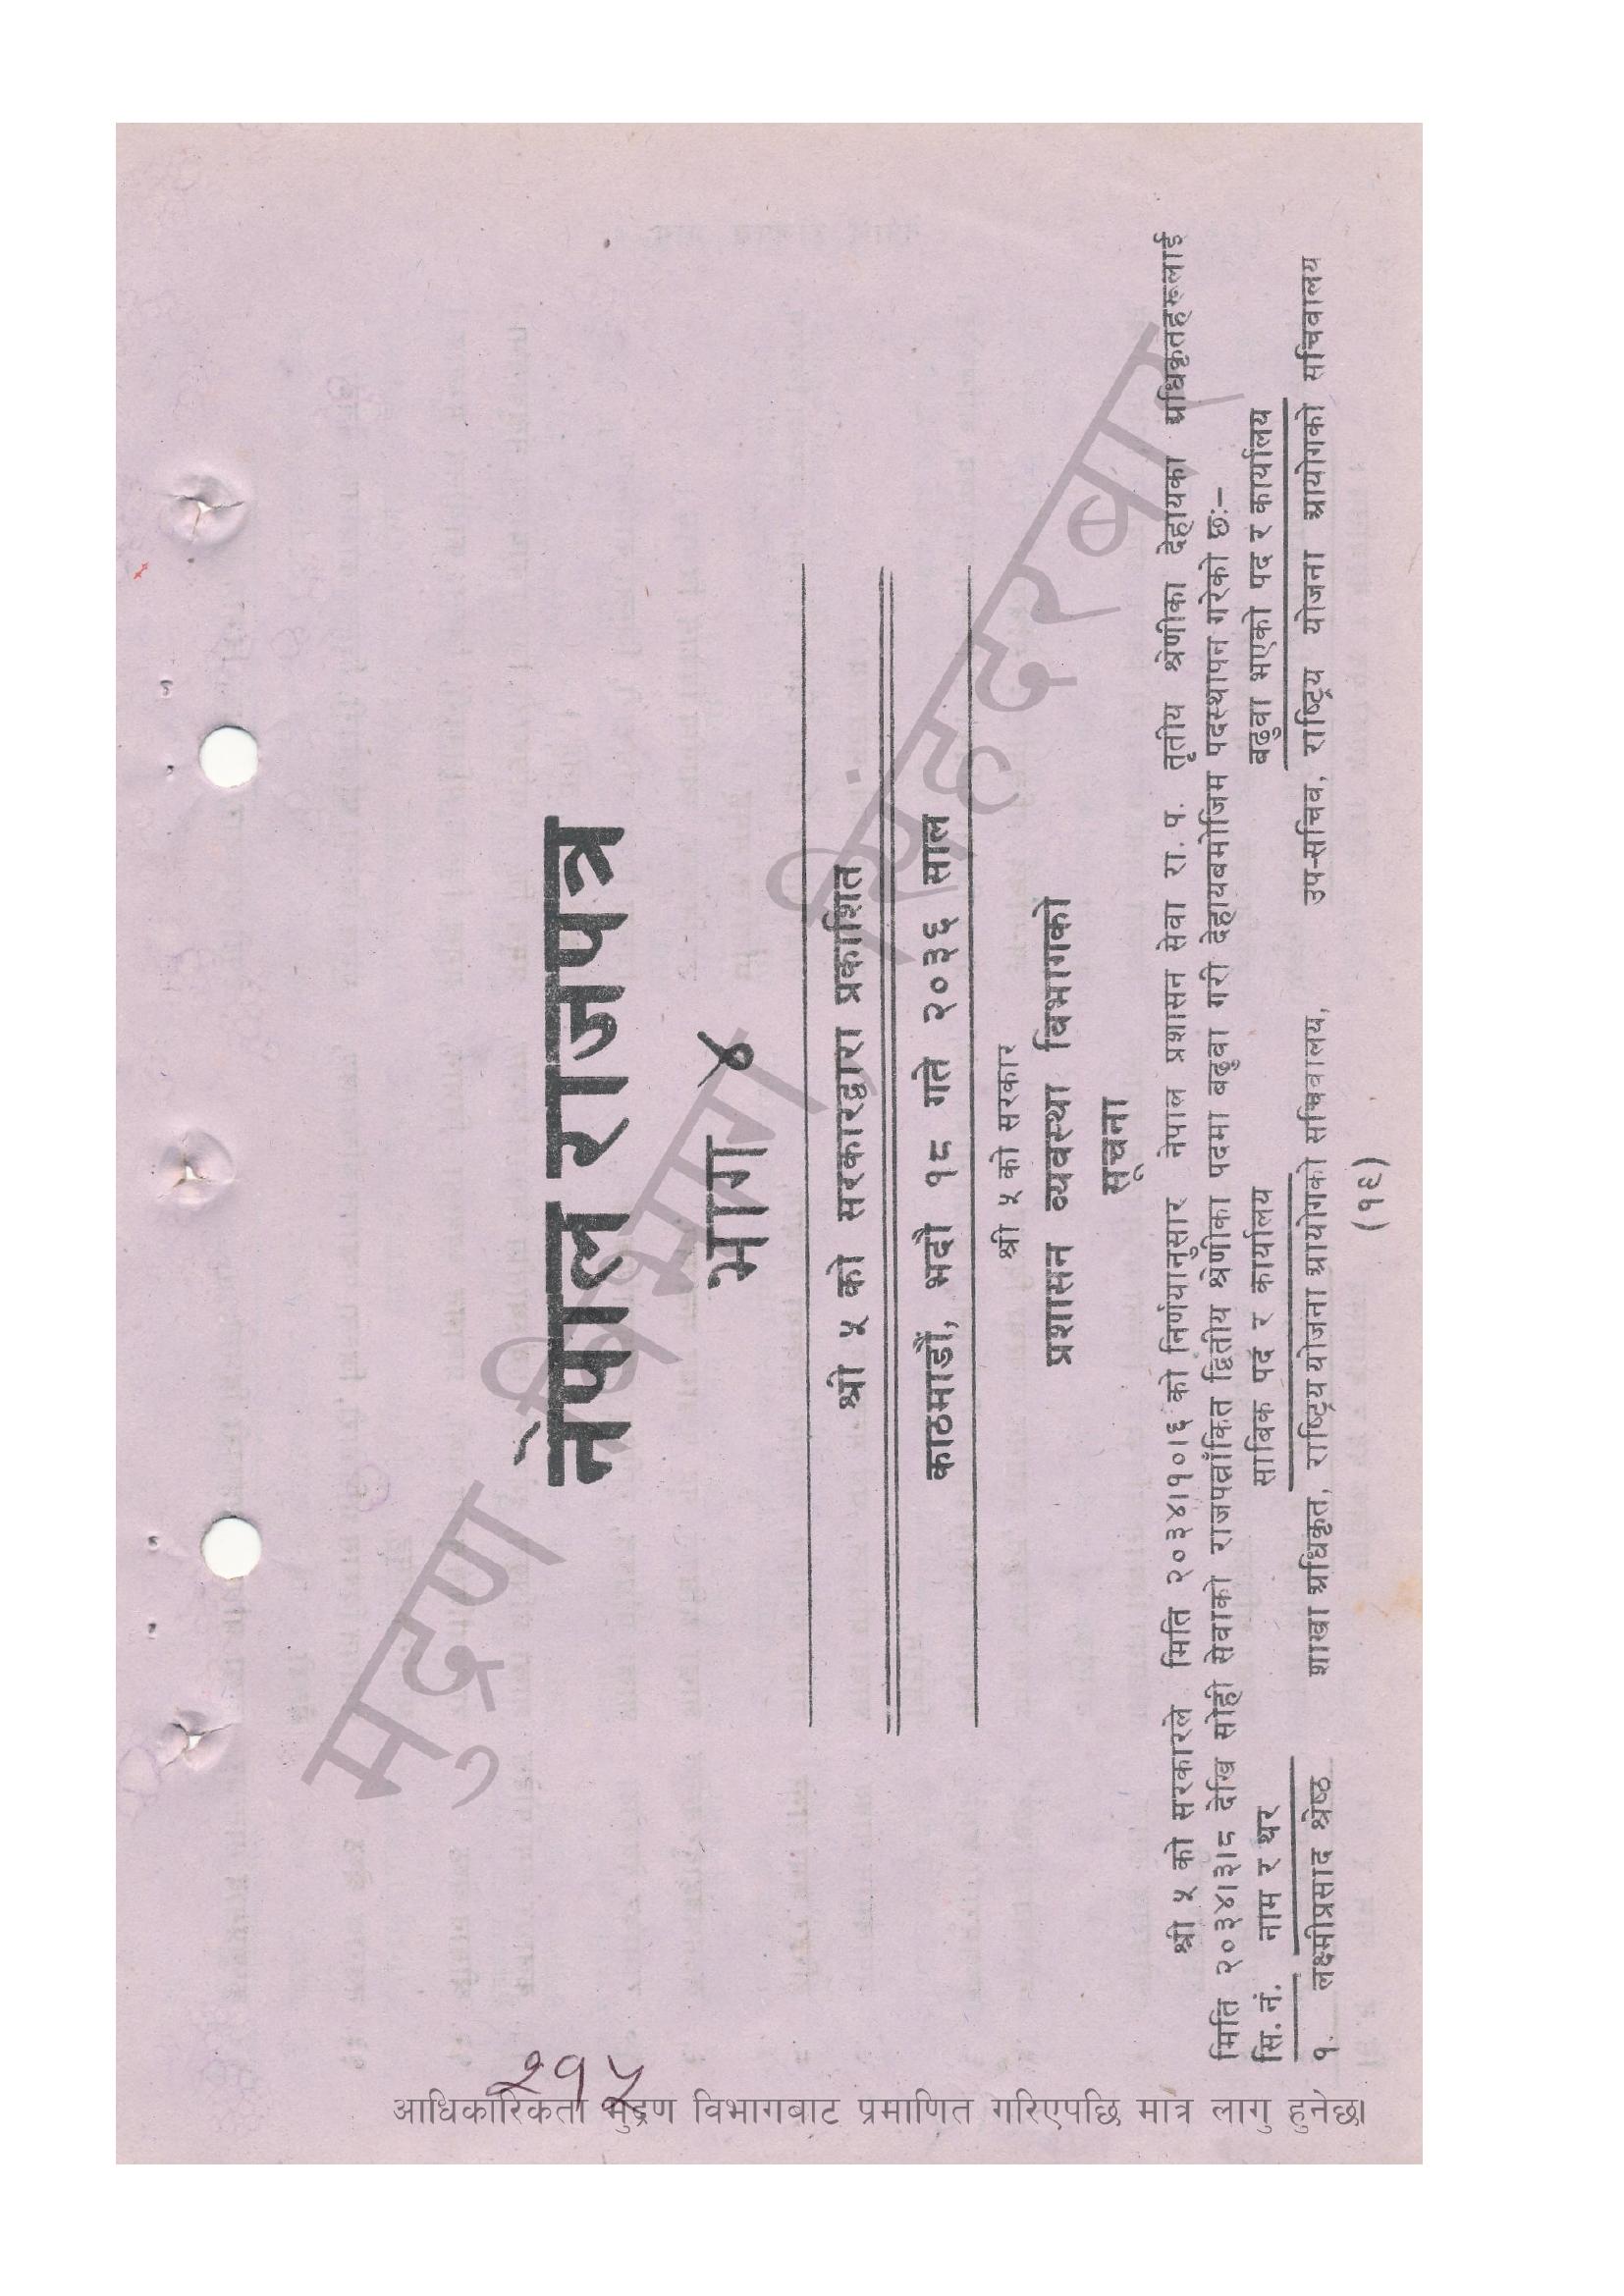 नेपाल राजपत्र
भाग ४
श्री ५ को सरकारद्वारा प्रकाशित
काठमाडौं, भदौ १८ गते २०३६ साल
श्री ५ को सरकार
प्रशासन व्यवस्था विभागको
सूचना
श्री ५ को सरकारले मिति २०३४।१०।६ को निर्णयानुसार नेपाल प्रशासन सेवा रा. प. तृतीय श्रेणीका देहायका अधिकृतहरूलाई
मिति २०३४।३।८ देखि सोही सेवाको राजपत्रांकित द्वितीय श्रेणीका पदमा बढुवा गरी देहायबमोजिम पदस्थापन गरेको छः–
सि. नं. नाम र थर साबिक पद र कार्यालय बढुवा भएको पद र कार्यालय
१. लक्ष्मीप्रसाद श्रेष्ठ शाखा अधिकृत, राष्ट्रिय योजना आयोगको सचिवालय, उप-सचिव, राष्ट्रिय योजना आयोगको सचिवालय
(१६)
२१५
मुद्रण विभाग, सिंहदरवार
आधिकारिकता मुद्रण विभागबाट प्रमाणित गरिएपछि मात्र लागु हुनेछ।